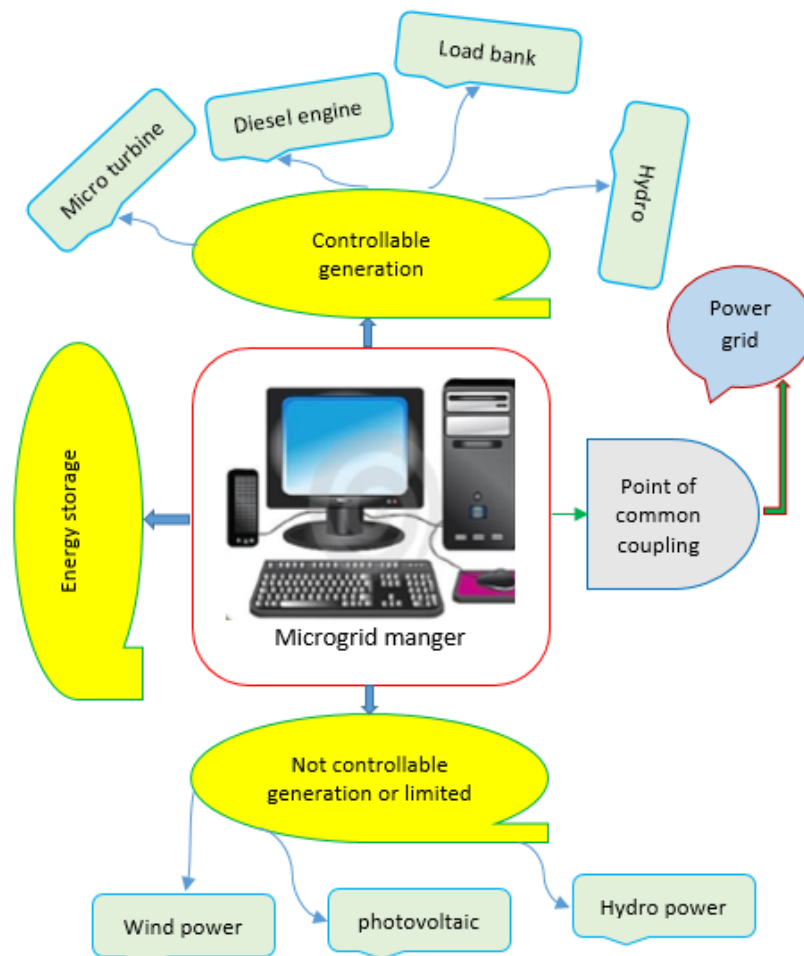 Load bank
Diesel engine
Micro turbine
Hydro
Controllable
generation
Power
grid
Energy storage
Point of
common
coupling
Microgrid manger
Not controllable
generation or limited
Wind power
photovoltaic
Hydro power